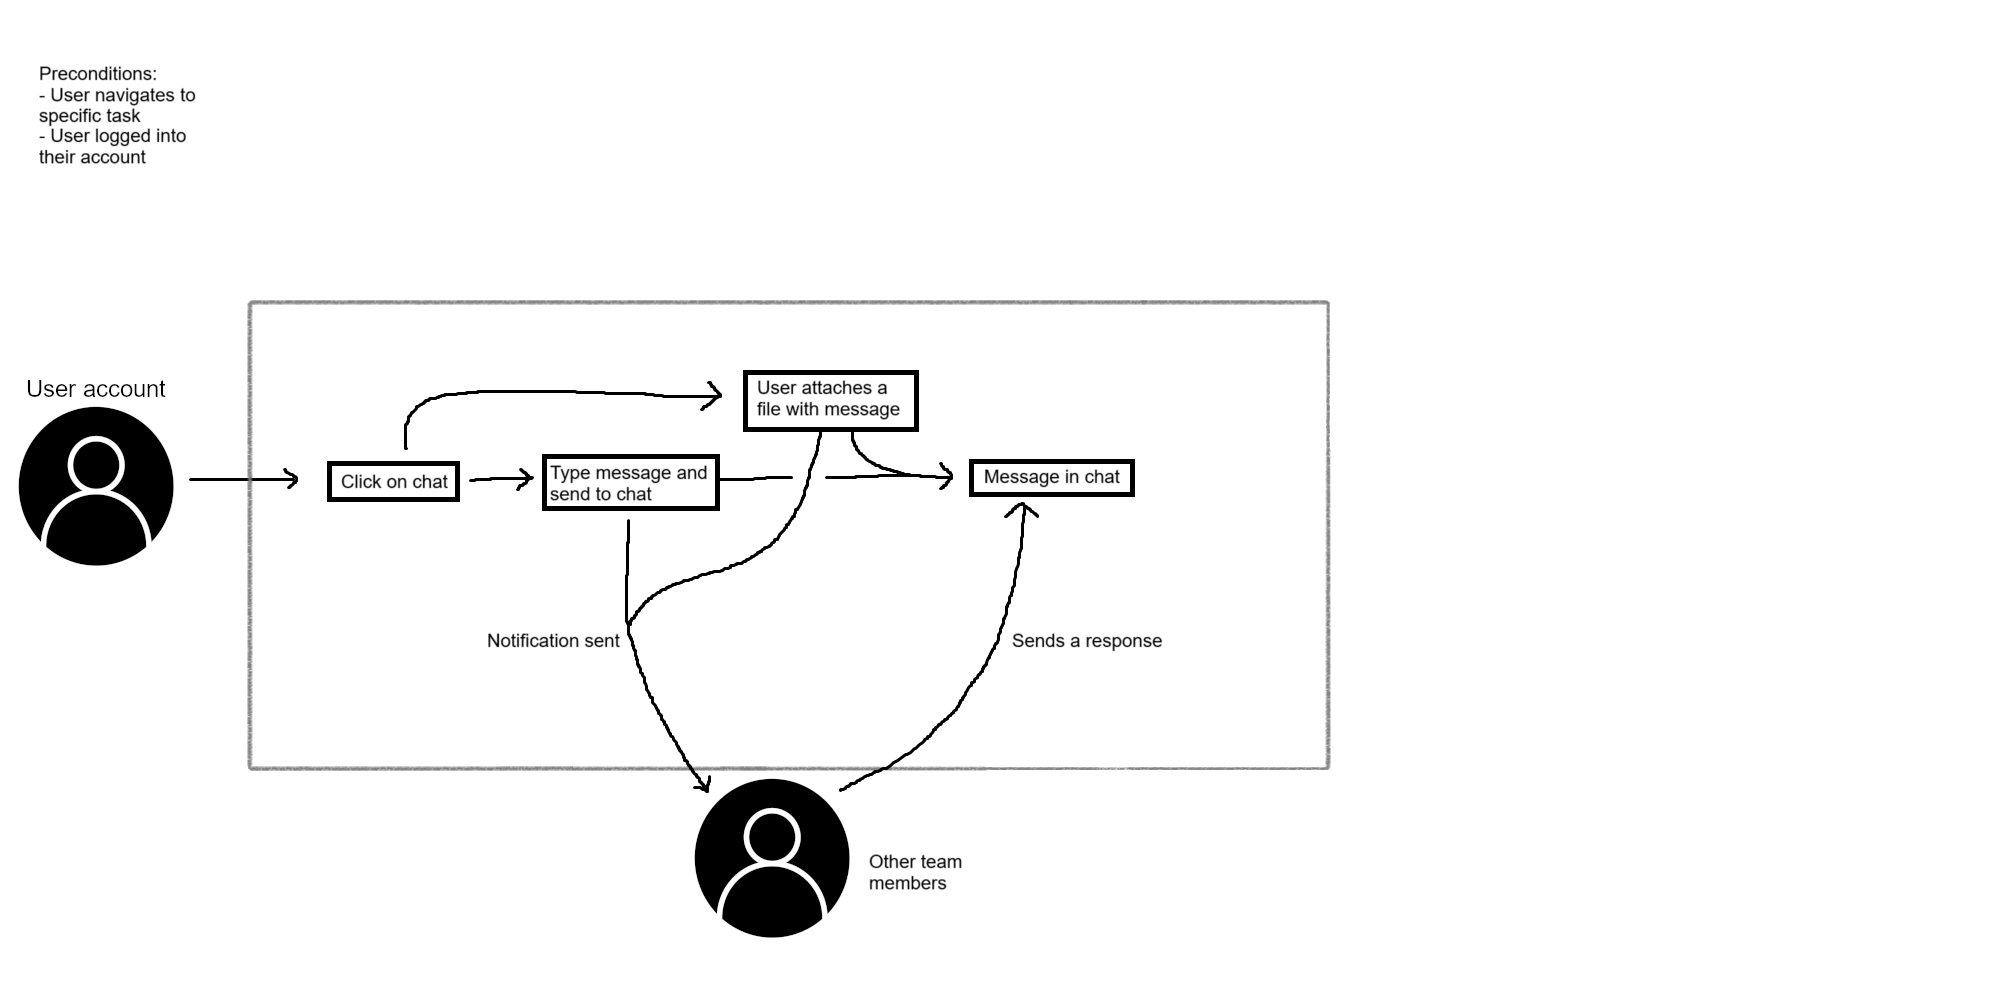 Preconditions:
- User navigates to
specific task
- User logged into
their account
User account
User attaches a
file with message
Click on chat
Type message and
send to chat
Message in chat
Notification sent
Sends a response
Other team
members